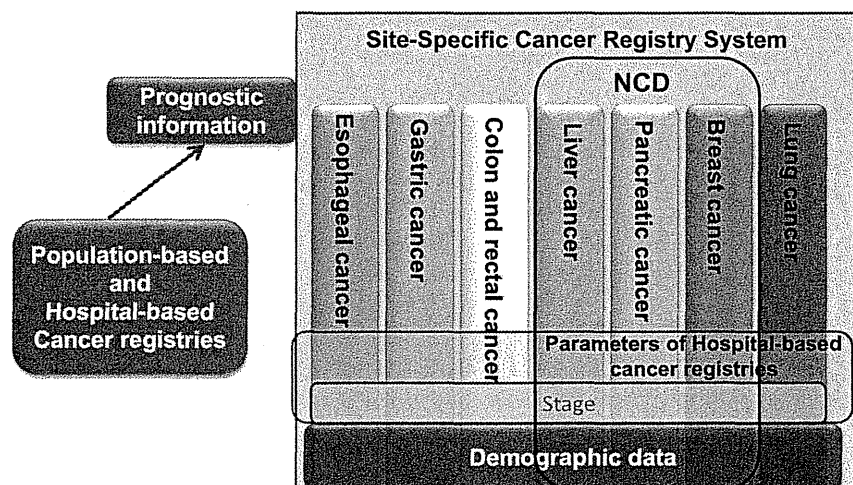 Site-Specific Cancer Registry System
NCD
Prognostic
information
Population-based
and
Hospital-based
Cancer registries
Esophageal cancer
Gastric cancer
Colon and rectal cancer
Liver cancer
Pancreatic cancer
Breast cancer
Lung cancer
Parameters of Hospital-based
cancer registries
Stage
Demographic data